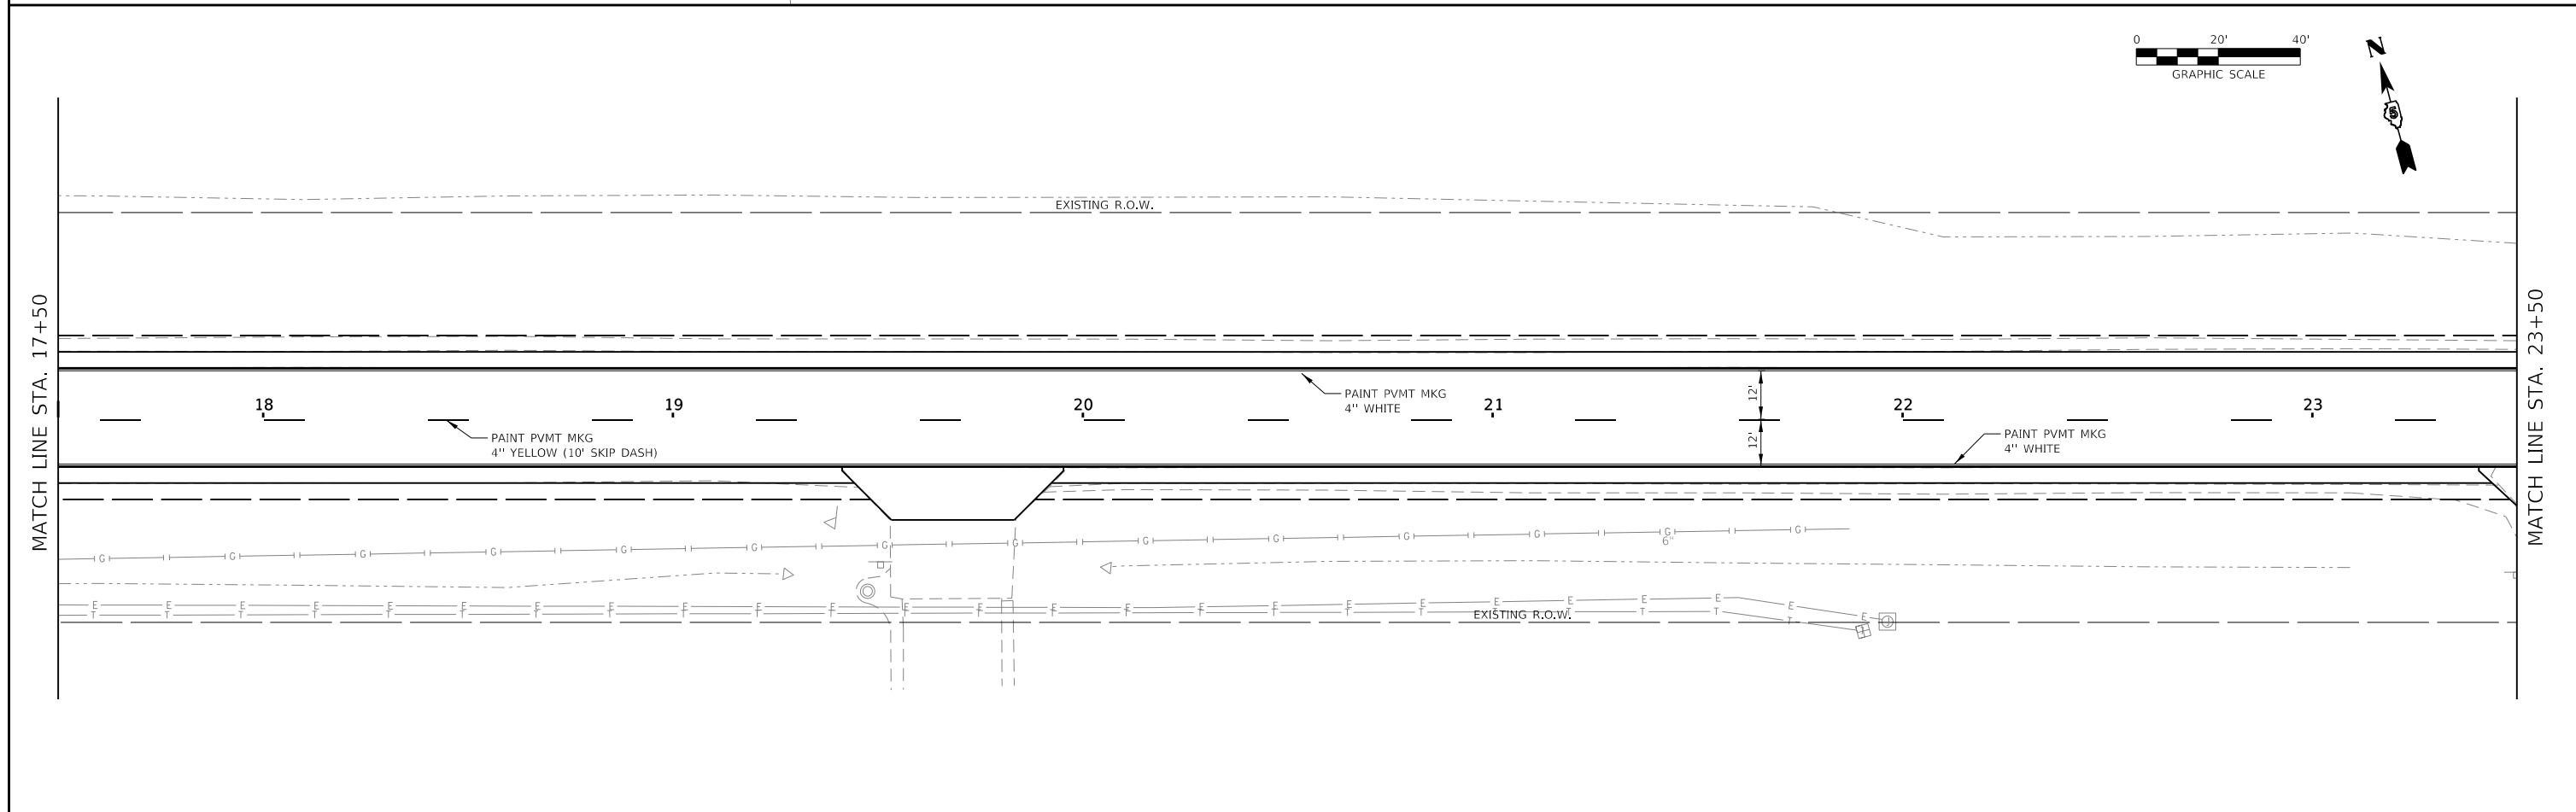 0 20' 40'
GRAPHIC SCALE
N
5
EXISTING R.O.W.
MATCH LINE STA. 17+50
MATCH LINE STA. 23+50
18 19 20 21 22 23
PAINT PVMT MKG
4" WHITE
12'
12'
PAINT PVMT MKG
4" YELLOW (10' SKIP DASH)
PAINT PVMT MKG
4" WHITE
G G G G G G G G G G G G G G
6"
E E E E E E E E E E E E E E E E E E E E E E E E E
T T T T T T T T T T T T T T T T T T T T T T T T
EXISTING R.O.W.